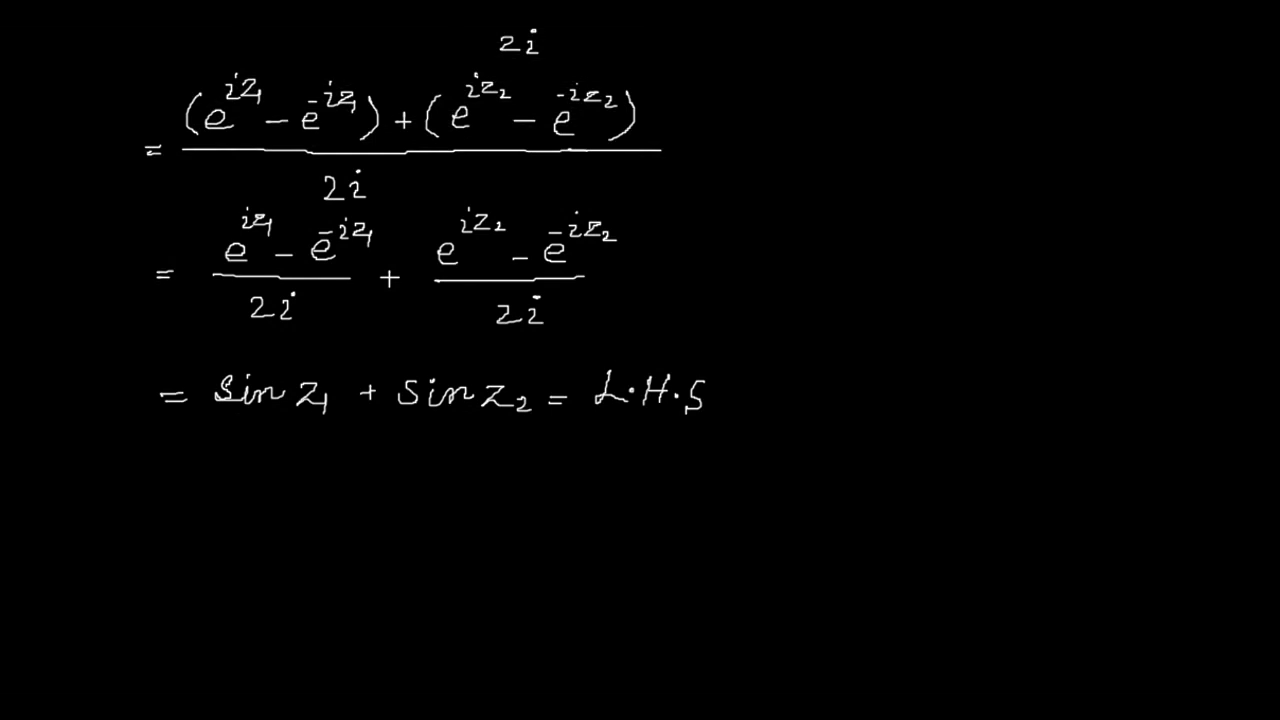 2i
= (e^{iz_1} - e^{-iz_1}) + (e^{iz_2} - e^{-iz_2}) / 2i
= e^{iz_1} - e^{-iz_1} / 2i + e^{iz_2} - e^{-iz_2} / 2i
= sin z_1 + sin z_2 = L.H.S